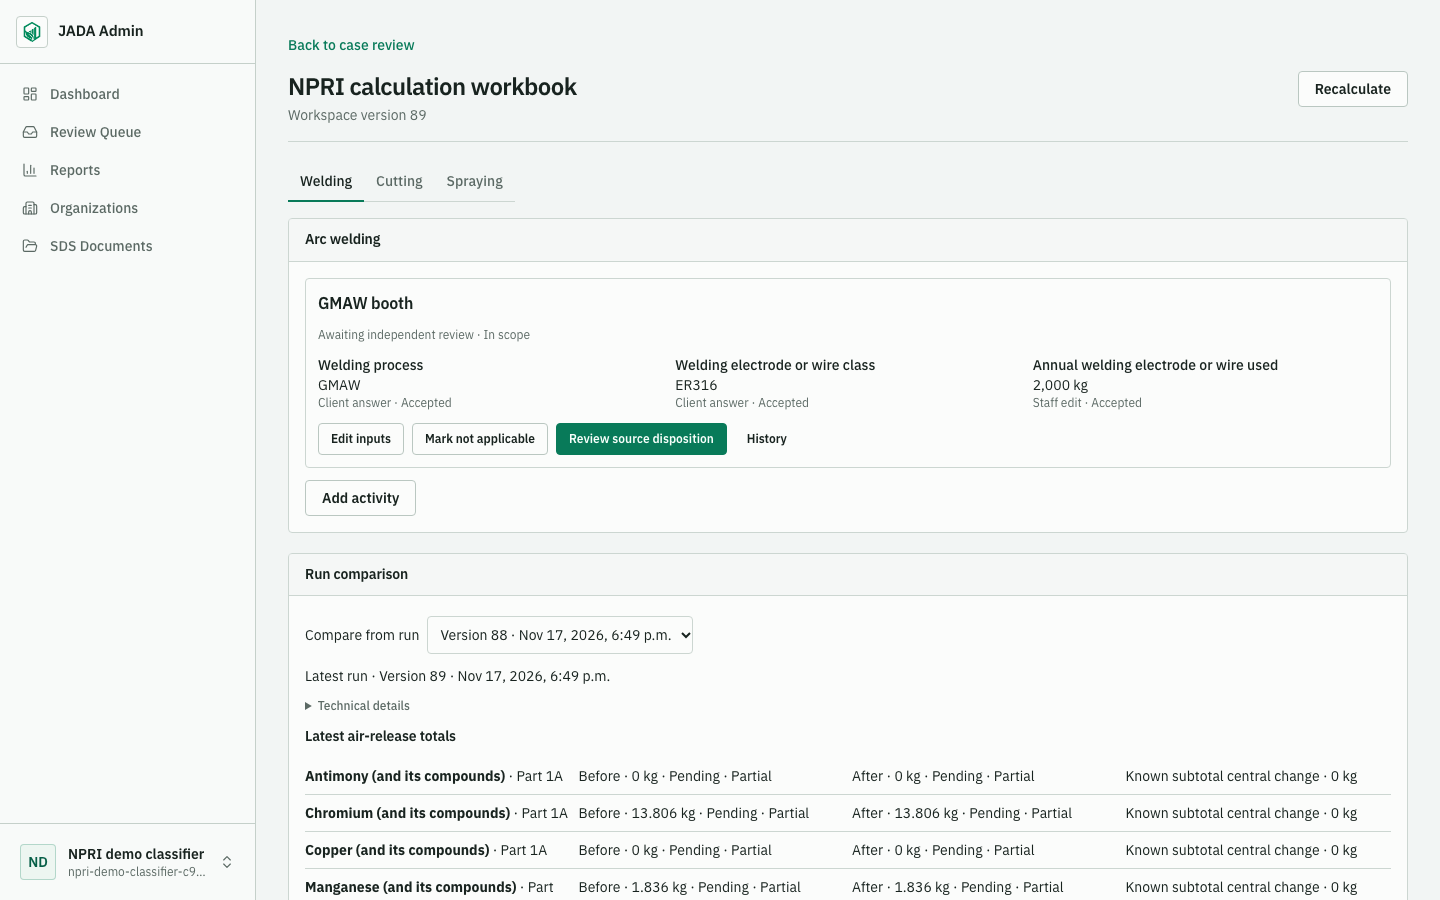 JADA Admin
Dashboard
Review Queue
Reports
Organizations
SDS Documents
ND
NPRI demo classifier
npri-demo-classifier-c9...
Back to case review
NPRI calculation workbook
Workspace version 89
Recalculate
Welding Cutting Spraying
Arc welding
GMAW booth
Awaiting independent review · In scope
Welding process Welding electrode or wire class Annual welding electrode or wire used
GMAW ER316 2,000 kg
Client answer · Accepted Client answer · Accepted Staff edit · Accepted
Edit inputs Mark not applicable Review source disposition History
Add activity
Run comparison
Compare from run Version 88 · Nov 17, 2026, 6:49 p.m.
Latest run · Version 89 · Nov 17, 2026, 6:49 p.m.
Technical details
Latest air-release totals
Antimony (and its compounds) · Part 1A Before · 0 kg · Pending · Partial After · 0 kg · Pending · Partial Known subtotal central change · 0 kg
Chromium (and its compounds) · Part 1A Before · 13.806 kg · Pending · Partial After · 13.806 kg · Pending · Partial Known subtotal central change · 0 kg
Copper (and its compounds) · Part 1A Before · 0 kg · Pending · Partial After · 0 kg · Pending · Partial Known subtotal central change · 0 kg
Manganese (and its compounds) · Part Before · 1.836 kg · Pending · Partial After · 1.836 kg · Pending · Partial Known subtotal central change · 0 kg